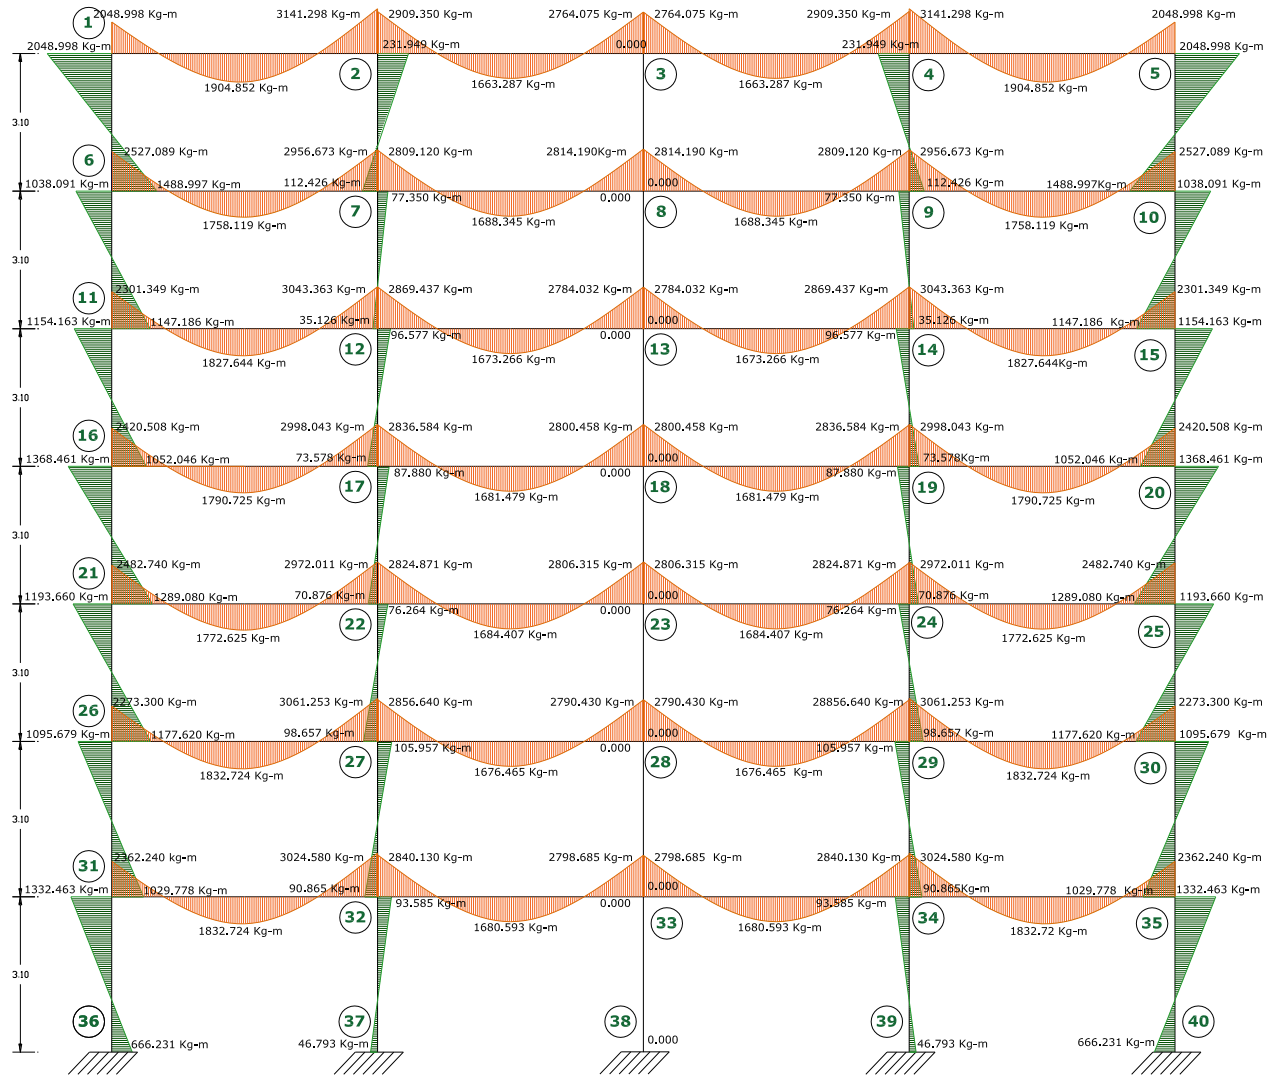 1 2048.998 Kg-m 3141.298 Kg-m 2909.350 Kg-m 2764.075 Kg-m 2764.075 Kg-m 2909.350 Kg-m 3141.298 Kg-m 2048.998 Kg-m
2048.998 Kg-m 231.949 Kg-m 0.000 231.949 Kg-m 2048.998 Kg-m
2 3 4 5
1904.852 Kg-m 1663.287 Kg-m 1663.287 Kg-m 1904.852 Kg-m
3.10
6 2527.089 Kg-m 2956.673 Kg-m 2809.120 Kg-m 2814.190Kg-m 2814.190 Kg-m 2809.120 Kg-m 2956.673 Kg-m 2527.089 Kg-m
1038.091 Kg-m 1488.997Kg-m 112.426 Kg-m 0.000 112.426 Kg-m 1488.997Kg-m 1038.091 Kg-m
77.350 Kg-m 0.000 77.350 Kg-m
7 8 9 10
1758.119 Kg-m 1688.345 Kg-m 1688.345 Kg-m 1758.119 Kg-m
3.10
11 2301.349 Kg-m 3043.363 Kg-m 2869.437 Kg-m 2784.032 Kg-m 2784.032 Kg-m 2869.437 Kg-m 3043.363 Kg-m 2301.349 Kg-m
1154.163 Kg-m 1147.186 Kg-m 35.126 Kg-m 0.000 35.126 Kg-m 1147.186 Kg-m 1154.163 Kg-m
96.577 Kg-m 0.000 96.577 Kg-m
12 13 14 15
1827.644 Kg-m 1673.266 Kg-m 1673.266 Kg-m 1827.644Kg-m
3.10
16 2420.508 Kg-m 2998.043 Kg-m 2836.584 Kg-m 2800.458 Kg-m 2800.458 Kg-m 2836.584 Kg-m 2998.043 Kg-m 2420.508 Kg-m
1368.461 Kg-m 1052.046 Kg-m 73.578 Kg-m 0.000 73.578Kg-m 1052.046 Kg-m 1368.461 Kg-m
87.880 Kg-m 0.000 87.880 Kg-m
17 18 19 20
1790.725 Kg-m 1681.479 Kg-m 1681.479 Kg-m 1790.725 Kg-m
3.10
21 2482.740 Kg-m 2972.011 Kg-m 2824.871 Kg-m 2806.315 Kg-m 2806.315 Kg-m 2824.871 Kg-m 2972.011 Kg-m 2482.740 Kg-m
1193.660 Kg-m 1289.080 Kg-m 70.876 Kg-m 0.000 70.876 Kg-m 1289.080 Kg-m 1193.660 Kg-m
76.264 Kg-m 0.000 76.264 Kg-m
22 23 24 25
1772.625 Kg-m 1684.407 Kg-m 1684.407 Kg-m 1772.625 Kg-m
3.10
26 2273.300 Kg-m 3061.253 Kg-m 2856.640 Kg-m 2790.430 Kg-m 2790.430 Kg-m 28856.640 Kg-m 3061.253 Kg-m 2273.300 Kg-m
1095.679 Kg-m 1177.620 Kg-m 98.657 Kg-m 0.000 98.657 Kg-m 1177.620 Kg-m 1095.679 Kg-m
105.957 Kg-m 0.000 105.957 Kg-m
27 28 29 30
1832.724 Kg-m 1676.465 Kg-m 1676.465 Kg-m 1832.724 Kg-m
3.10
31 2362.240 kg-m 3024.580 Kg-m 2840.130 Kg-m 2798.685 Kg-m 2798.685 Kg-m 2840.130 Kg-m 3024.580 Kg-m 2362.240 Kg-m
1332.463 Kg-m 1029.778 Kg-m 90.865 Kg-m 0.000 90.865Kg-m 1029.778 Kg-m 1332.463 Kg-m
93.585 Kg-m 0.000 93.585 Kg-m
32 33 34 35
1832.724 Kg-m 1680.593 Kg-m 1680.593 Kg-m 1832.72 Kg-m
3.10
36 37 38 39 40
666.231 Kg-m 46.793 Kg-m 0.000 46.793 Kg-m 666.231 Kg-m